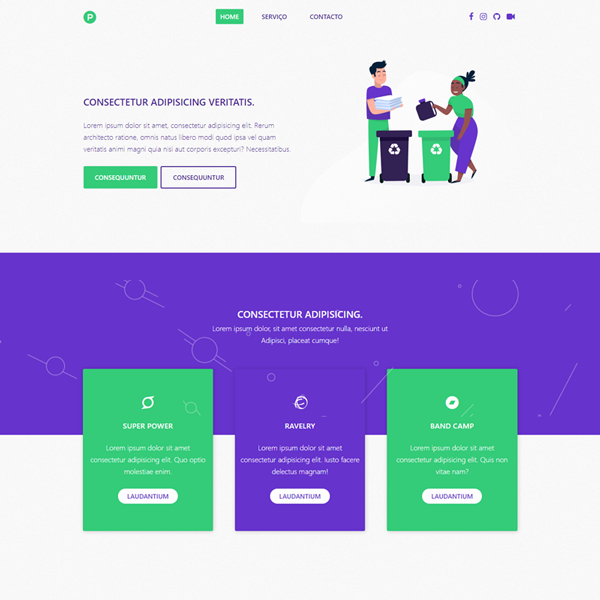 P
HOME SERVIÇO CONTACTO
CONSECTETUR ADIPISICING VERITATIS.
Lorem ipsum dolor sit amet, consectetur adipisicing elit. Rerum
architecto ratione, omnis natus libero modi quod ipsa vel quam
veritatis animi magni nisi aut corporis excepturi? Necessitatibus.
CONSEQUUNTUR CONSEQUUNTUR
CONSECTETUR ADIPISICING.
Lorem ipsum dolor, sit amet consectetur nulla, nesciunt ut
Adipisci, placeat cumque!
SUPER POWER
Lorem ipsum dolor sit amet
consectetur adipisicing elit. Quo optio
molestiae enim.
LAUDANTIUM
RAVELRY
Lorem ipsum dolor sit amet
consectetur adipisicing elit. Iusto facere
delectus magnam!
LAUDANTIUM
BAND CAMP
Lorem ipsum dolor sit amet
consectetur adipisicing elit. Quis non
vitae nam?
LAUDANTIUM